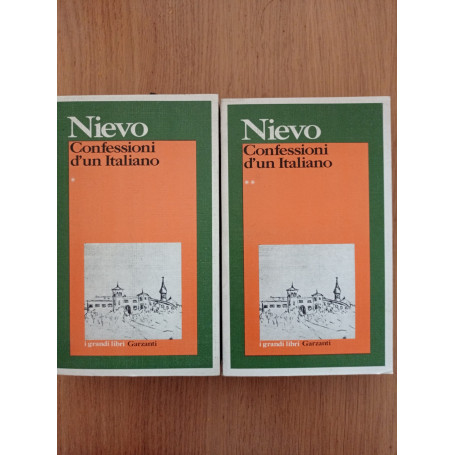 Nievo
Confessioni
d'un Italiano
*
i grandi libri Garzanti
Nievo
Confessioni
d'un Italiano
**
i grandi libri Garzanti